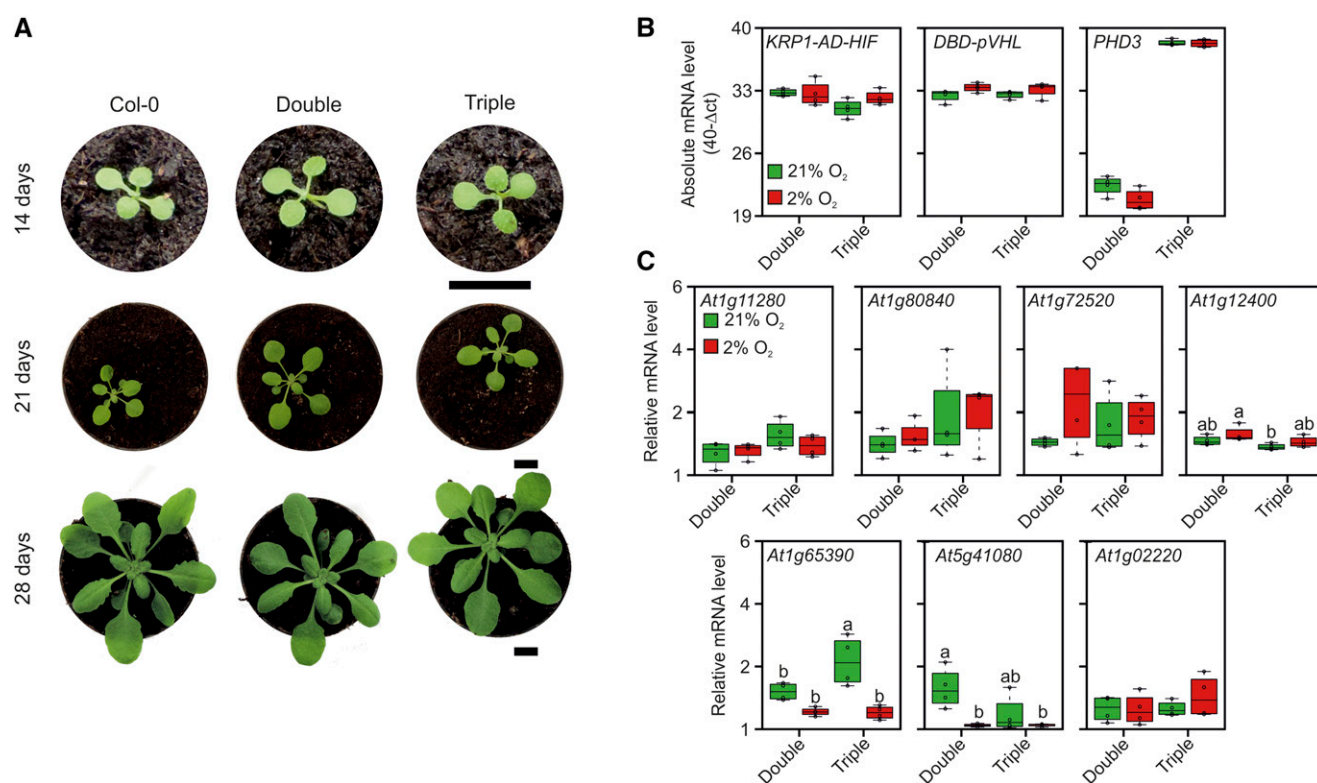 A
Col-0 Double Triple
14 days
21 days
28 days
B
Absolute mRNA level
(40-Δct)
40
33
26
19
KRP1-AD-HIF DBD-pVHL PHD3
21% O₂
2% O₂
Double Triple Double Triple Double Triple
C
Relative mRNA level
6
4
2
1
At1g11280 At1g80840 At1g72520 At1g12400
21% O₂
2% O₂
ab a b ab
Double Triple Double Triple Double Triple Double Triple
Relative mRNA level
6
4
2
1
At1g65390 At5g41080 At1g02220
b b a b
a b ab b
Double Triple Double Triple Double Triple